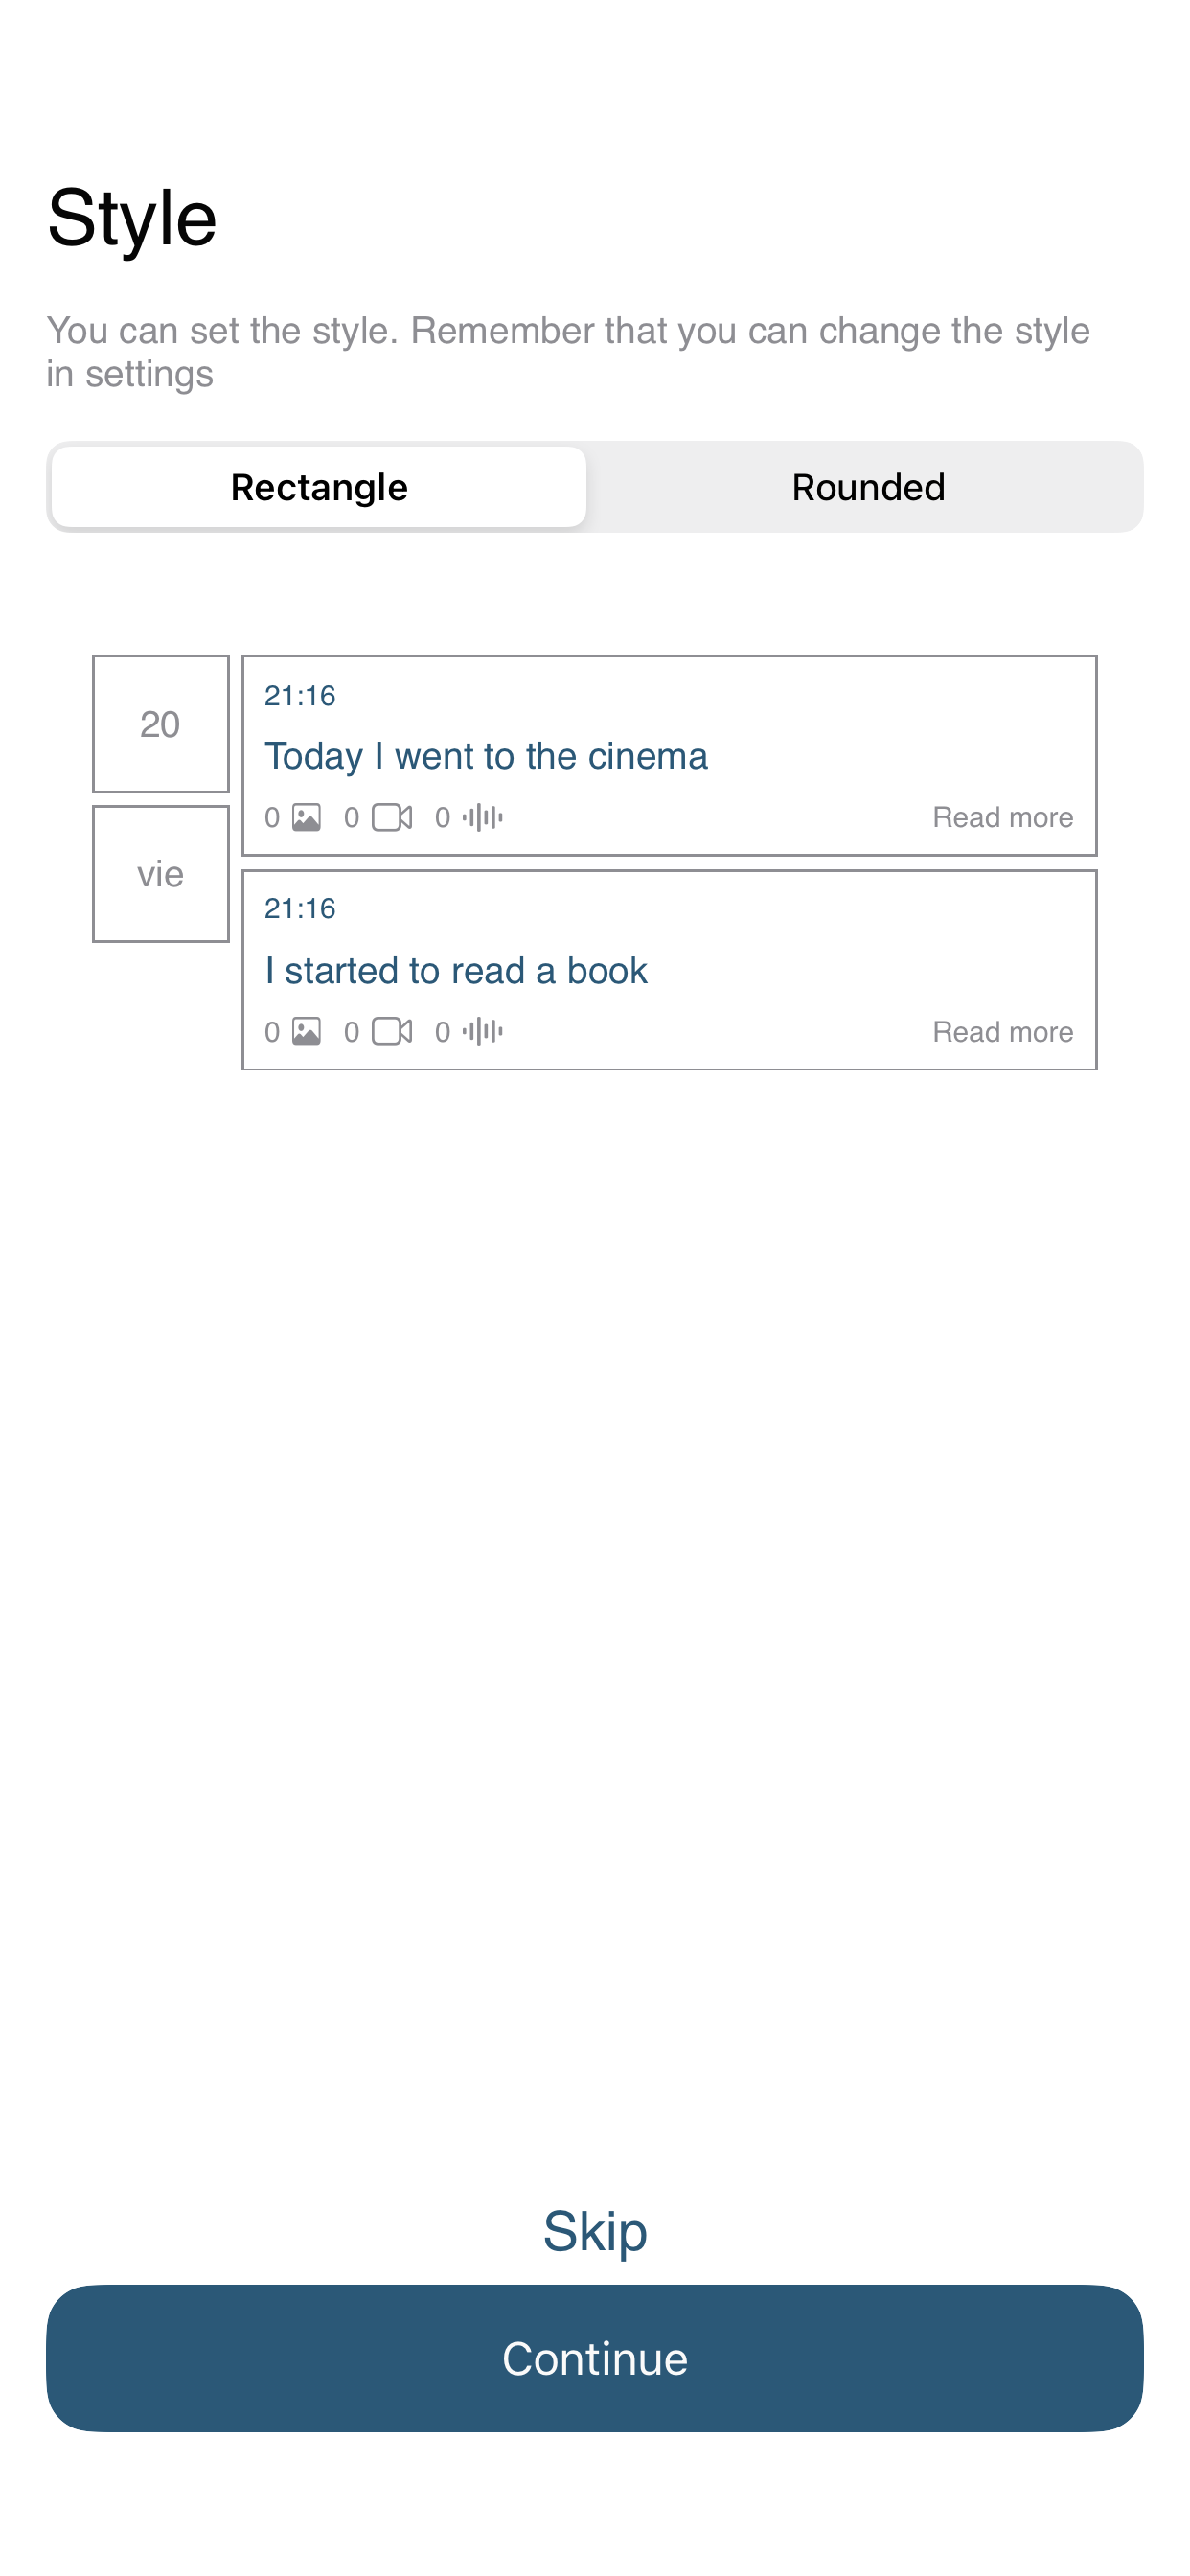 Style
You can set the style. Remember that you can change the style
in settings
Rectangle
Rounded
20
vie
21:16
Today I went to the cinema
0 0 0 Read more
21:16
I started to read a book
0 0 0 Read more
Skip
Continue